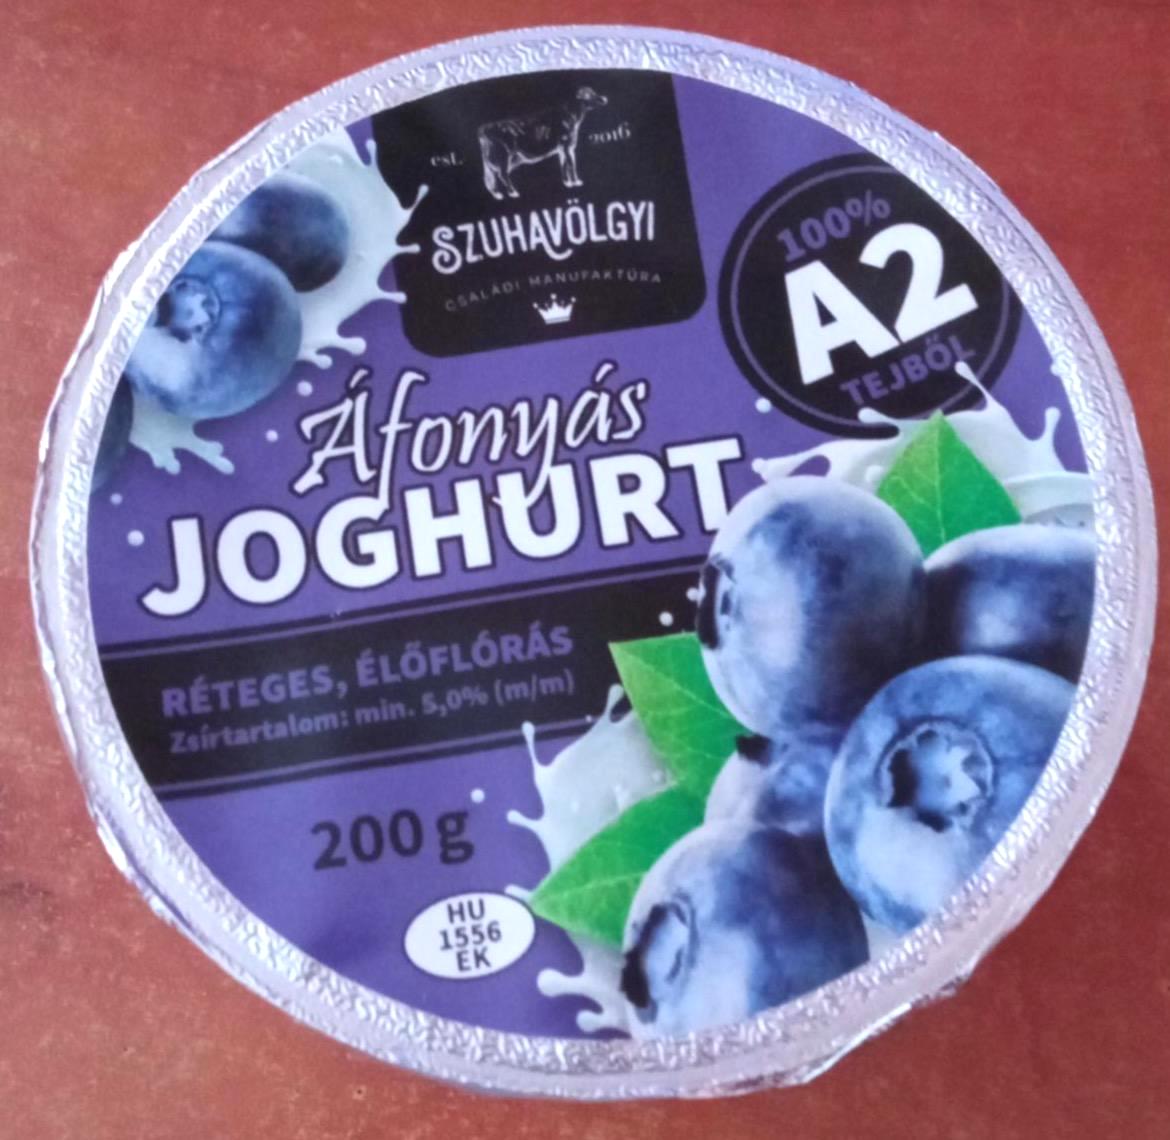 est. 2016
SZUHAVÖLGYI
CSALÁDI MANUFAKTÚRA
100%
A2
TEJBŐL
Áfonyás
JOGHURT
RÉTEGES, ÉLŐFLÓRÁS
Zsírtartalom: min. 5,0% (m/m)
200 g
HU
1556
EK